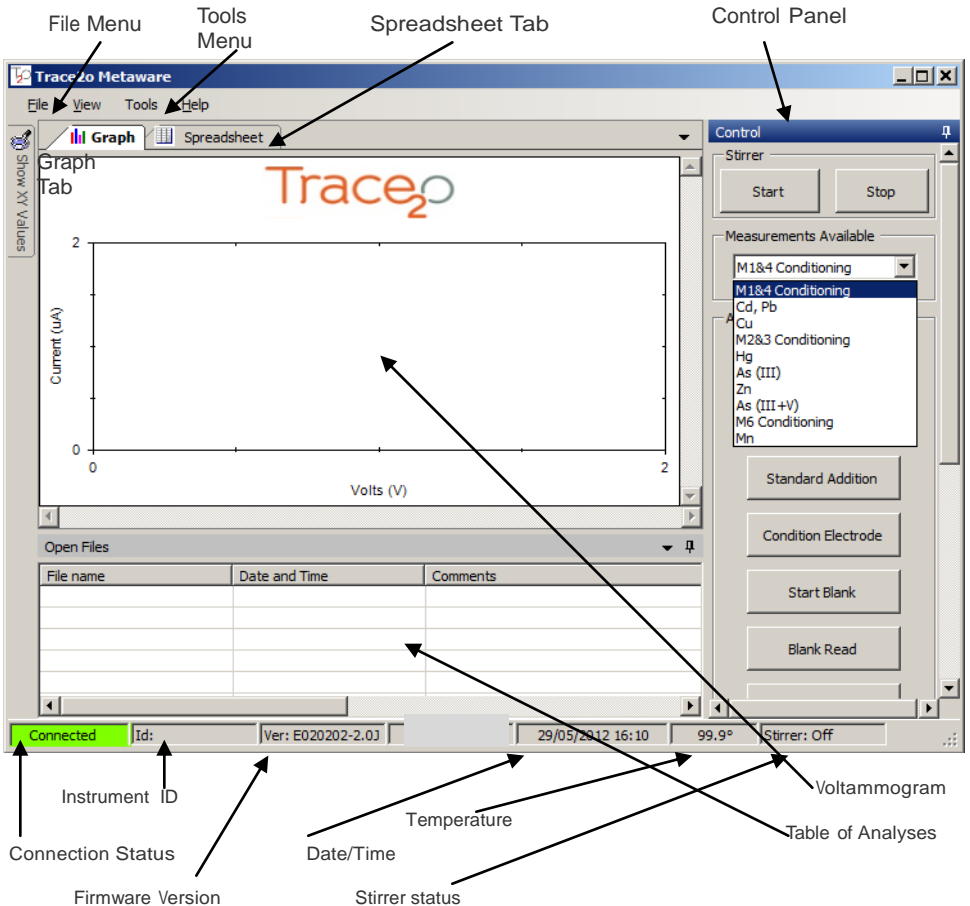 File Menu
Tools
Menu
Spreadsheet Tab
Control Panel
Trace2o Metaware
File View Tools Help
Graph Spreadsheet
Show XY Values
Graph
Tab
Trace2o
2
Current (uA)
0
0 2
Volts (V)
Open Files
File name Date and Time Comments
Control
Stirrer
Start Stop
Measurements Available
M1&4 Conditioning
M1&4 Conditioning
Cd, Pb
Cu
M2&3 Conditioning
Hg
As (III)
Zn
As (III+V)
M6 Conditioning
Mn
Standard Addition
Condition Electrode
Start Blank
Blank Read
Connected Id: Ver: E020202-2.0J 29/05/2012 16:10 99.9° Stirrer: Off
Instrument ID
Voltammogram
Temperature
Table of Analyses
Connection Status
Date/Time
Firmware Version
Stirrer status